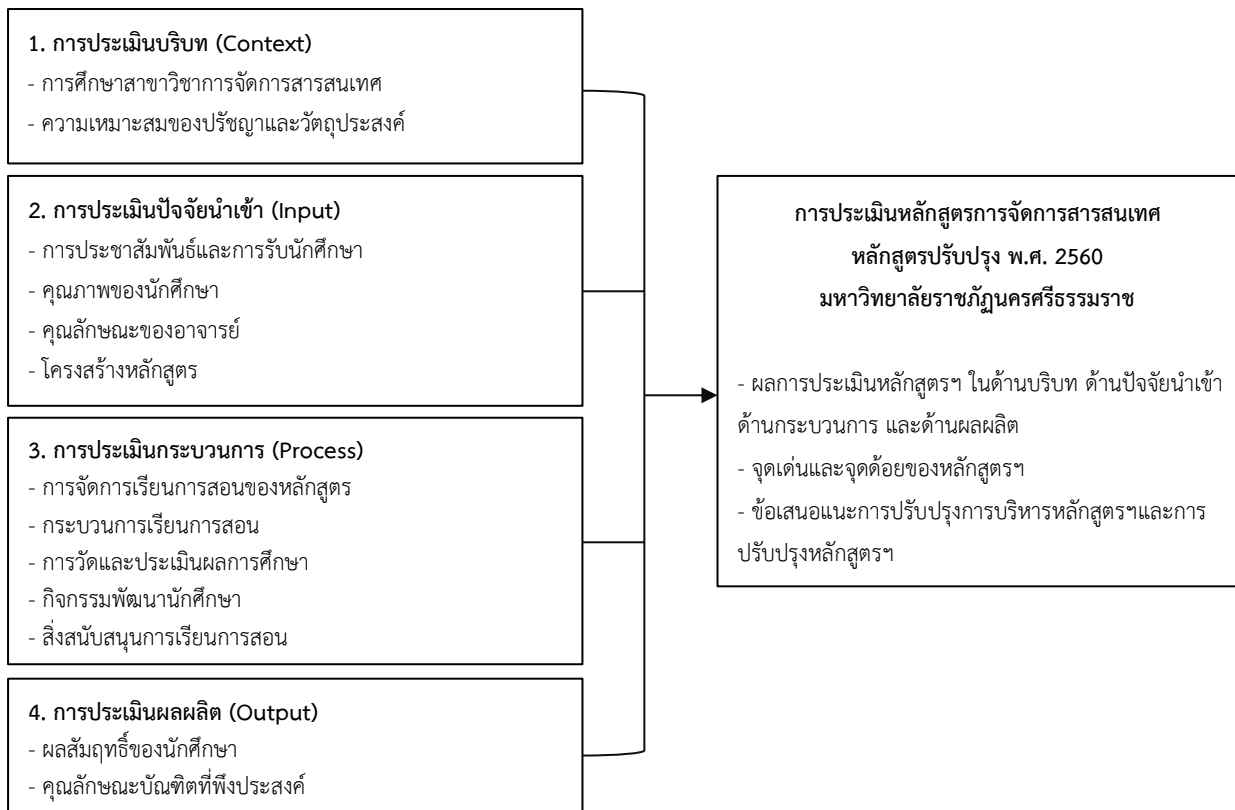 1. การประเมินบริบท (Context)
- การศึกษาสาขาวิชาการจัดการสารสนเทศ
- ความเหมาะสมของปรัชญาและวัตถุประสงค์
2. การประเมินปัจจัยนำเข้า (Input)
- การประชาสัมพันธ์และการรับนักศึกษา
- คุณภาพของนักศึกษา
- คุณลักษณะของอาจารย์
- โครงสร้างหลักสูตร
3. การประเมินกระบวนการ (Process)
- การจัดการเรียนการสอนของหลักสูตร
- กระบวนการเรียนการสอน
- การวัดและประเมินผลการศึกษา
- กิจกรรมพัฒนานักศึกษา
- สิ่งสนับสนุนการเรียนการสอน
4. การประเมินผลผลิต (Output)
- ผลสัมฤทธิ์ของนักศึกษา
- คุณลักษณะบัณฑิตที่พึงประสงค์
การประเมินหลักสูตรการจัดการสารสนเทศ
หลักสูตรปรับปรุง พ.ศ. 2560
มหาวิทยาลัยราชภัฏนครศรีธรรมราช
- ผลการประเมินหลักสูตรฯ ในด้านบริบท ด้านปัจจัยนำเข้า
ด้านกระบวนการ และด้านผลผลิต
- จุดเด่นและจุดด้อยของหลักสูตรฯ
- ข้อเสนอแนะการปรับปรุงการบริหารหลักสูตรฯและการ
ปรับปรุงหลักสูตรฯ